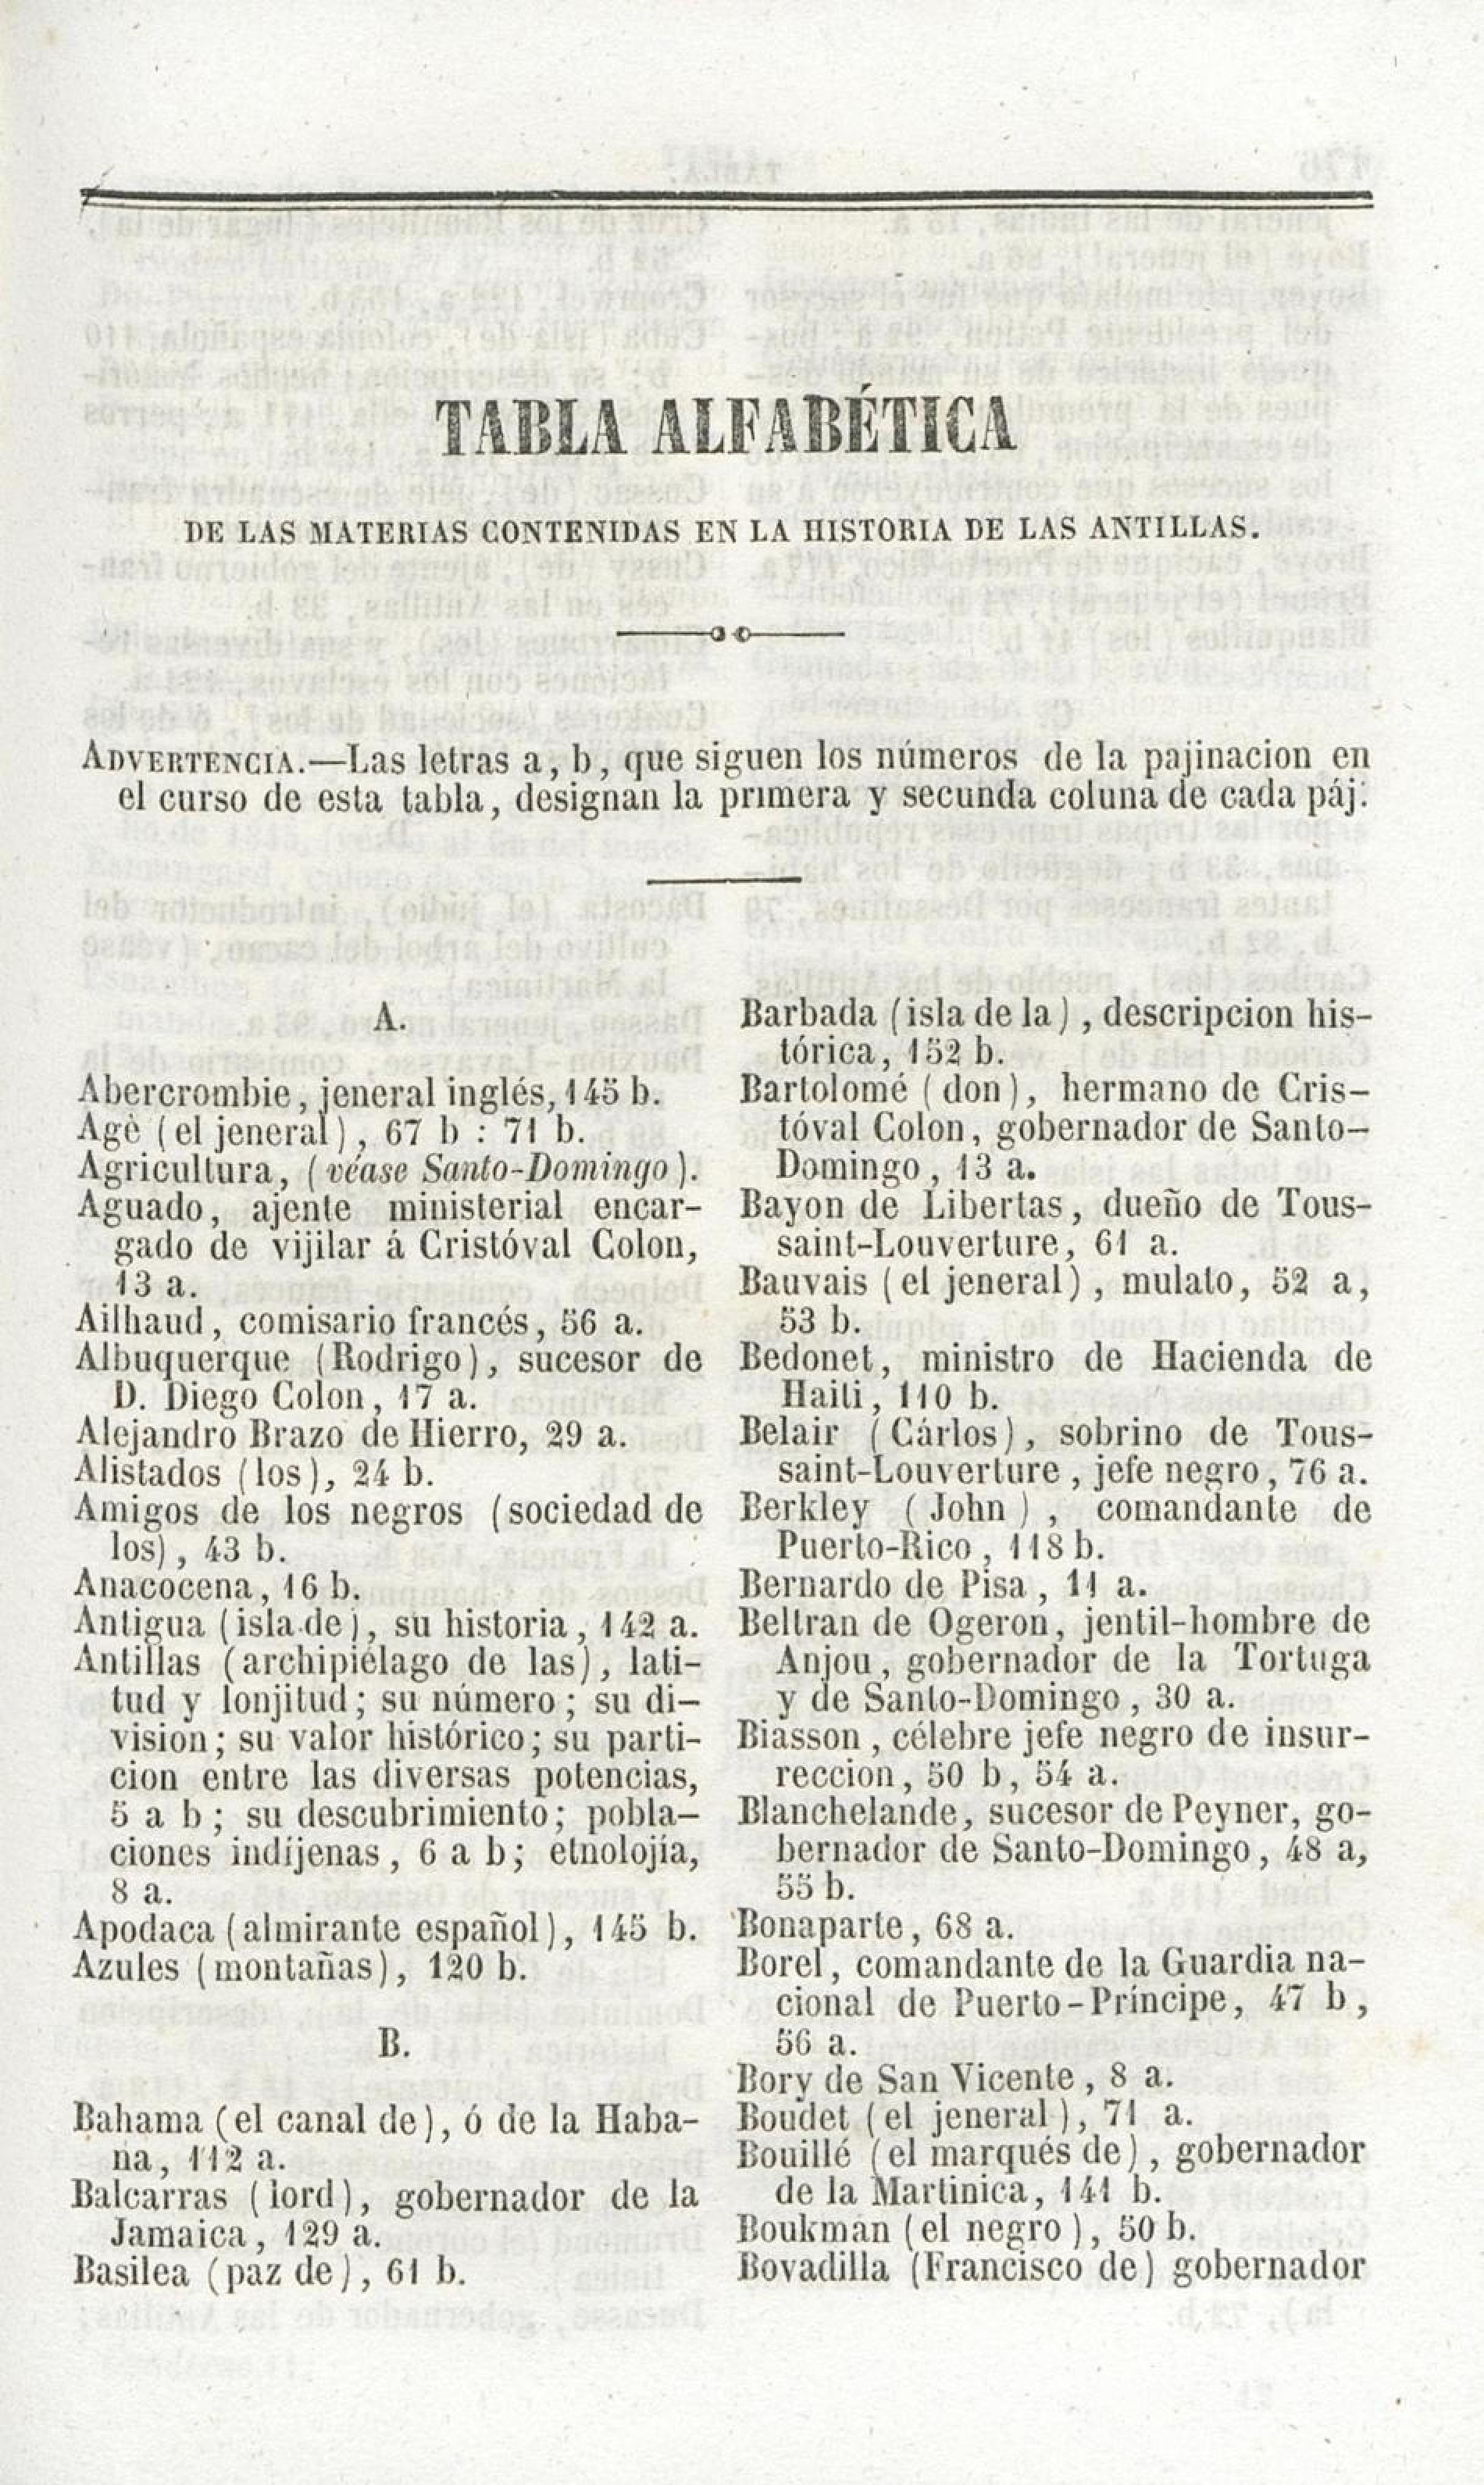 TABLA ALFABÉTICA
DE LAS MATERIAS CONTENIDAS EN LA HISTORIA DE LAS ANTILLAS.
ADVERTENCIA.—Las letras a, b, que siguen los números de la pajinacion en
el curso de esta tabla, designan la primera y secunda coluna de cada páj.
A.
Abercrombie, jeneral inglés, 145 b.
Agè (el jeneral), 67 b : 71 b.
Agricultura, (véase Santo-Domingo).
Aguado, ajente ministerial encar-
gado de vijilar á Cristóval Colon,
13 a.
Ailhaud, comisario francés, 56 a.
Albuquerque (Rodrigo), sucesor de
D. Diego Colon, 17 a.
Alejandro Brazo de Hierro, 29 a.
Alistados (los), 24 b.
Amigos de los negros (sociedad de
los), 43 b.
Anacocena, 16 b.
Antigua (isla de), su historia, 142 a.
Antillas (archipiélago de las), lati-
tud y lonjitud; su número; su di-
vision; su valor histórico; su parti-
cion entre las diversas potencias,
5 a b; su descubrimiento; pobla-
ciones indíjenas, 6 a b; etnolojía,
8 a.
Apodaca (almirante español), 145 b.
Azules (montañas), 120 b.
B.
Bahama (el canal de), ó de la Haba-
na, 112 a.
Balcarras (lord), gobernador de la
Jamaica, 129 a.
Basilea (paz de), 61 b.
Barbada (isla de la), descripcion his-
tórica, 152 b.
Bartolomé (don), hermano de Cris-
tóval Colon, gobernador de Santo-
Domingo, 13 a.
Bayon de Libertas, dueño de Tous-
saint-Louverture, 61 a.
Bauvais (el jeneral), mulato, 52 a,
53 b.
Bedonet, ministro de Hacienda de
Haiti, 110 b.
Belair (Cárlos), sobrino de Tous-
saint-Louverture, jefe negro, 76 a.
Berkley (John), comandante de
Puerto-Rico, 118 b.
Bernardo de Pisa, 11 a.
Beltran de Ogeron, jentil-hombre de
Anjou, gobernador de la Tortuga
y de Santo-Domingo, 30 a.
Biasson, célebre jefe negro de insur-
reccion, 50 b, 54 a.
Blanchelande, sucesor de Peyner, go-
bernador de Santo-Domingo, 48 a,
55 b.
Bonaparte, 68 a.
Borel, comandante de la Guardia na-
cional de Puerto-Príncipe, 47 b,
56 a.
Bory de San Vicente, 8 a.
Boudet (el jeneral), 71 a.
Bouillé (el marqués de), gobernador
de la Martinica, 141 b.
Boukman (el negro), 50 b.
Bovadilla (Francisco de) gobernador